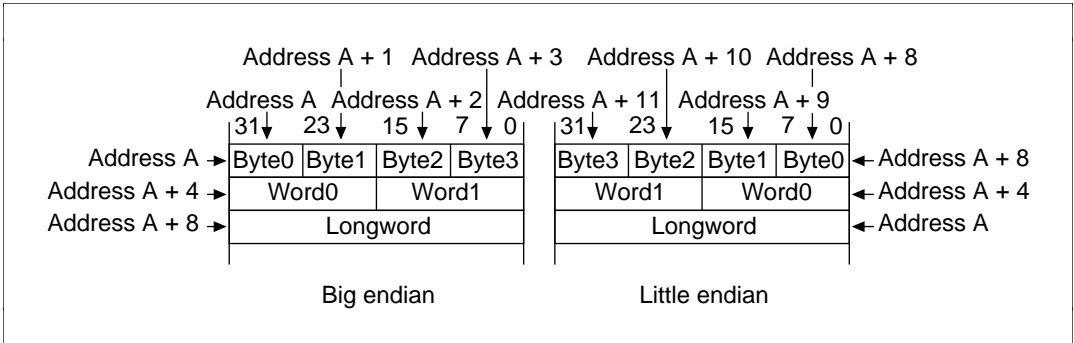 Address A + 1 Address A + 3 Address A + 10 Address A + 8
Address A Address A + 2 Address A + 11 Address A + 9
31 23 15 7 0 31 23 15 7 0
Address A Byte0 Byte1 Byte2 Byte3 Byte3 Byte2 Byte1 Byte0 Address A + 8
Address A + 4 Word0 Word1 Word1 Word0 Address A + 4
Address A + 8 Longword Longword Address A
Big endian Little endian